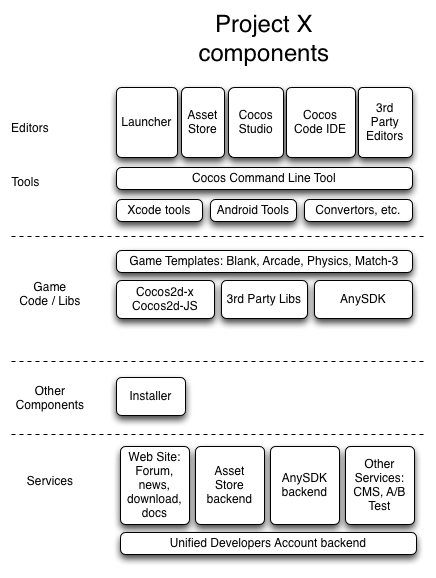 Project X
components
Editors
Launcher
Asset
Store
Cocos
Studio
Cocos
Code IDE
3rd
Party
Editors
Tools
Cocos Command Line Tool
Xcode tools
Android Tools
Convertors, etc.
Game
Code / Libs
Game Templates: Blank, Arcade, Physics, Match-3
Cocos2d-x
Cocos2d-JS
3rd Party Libs
AnySDK
Other
Components
Installer
Services
Web Site:
Forum,
news,
download,
docs
Asset
Store
backend
AnySDK
backend
Other
Services:
CMS, A/B
Test
Unified Developers Account backend